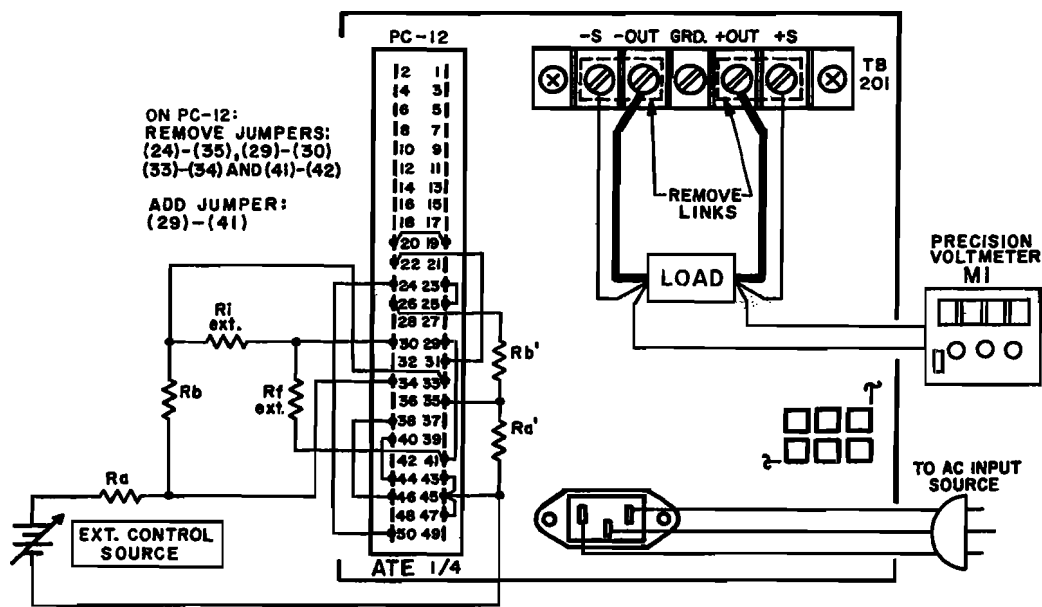 ON PC-12:
REMOVE JUMPERS:
(24)-(35),(29)-(30)
(33)-(34) AND (41)-(42)
ADD JUMPER:
(29)-(41)
PC-12
2 1
4 3
6 5
8 7
10 9
12 11
14 13
16 15
18 17
20 19
22 21
24 23
26 25
28 27
30 29
32 31
34 33
36 35
38 37
40 39
42 41
44 43
46 45
48 47
50 49
ATE 1/4
Ri
ext.
Rb
Rf
ext.
Ra
EXT. CONTROL
SOURCE
Rb'
Ra'
-S -OUT GRD. +OUT +S
TB
201
REMOVE
LINKS
LOAD
PRECISION
VOLTMETER
M1
TO AC INPUT
SOURCE